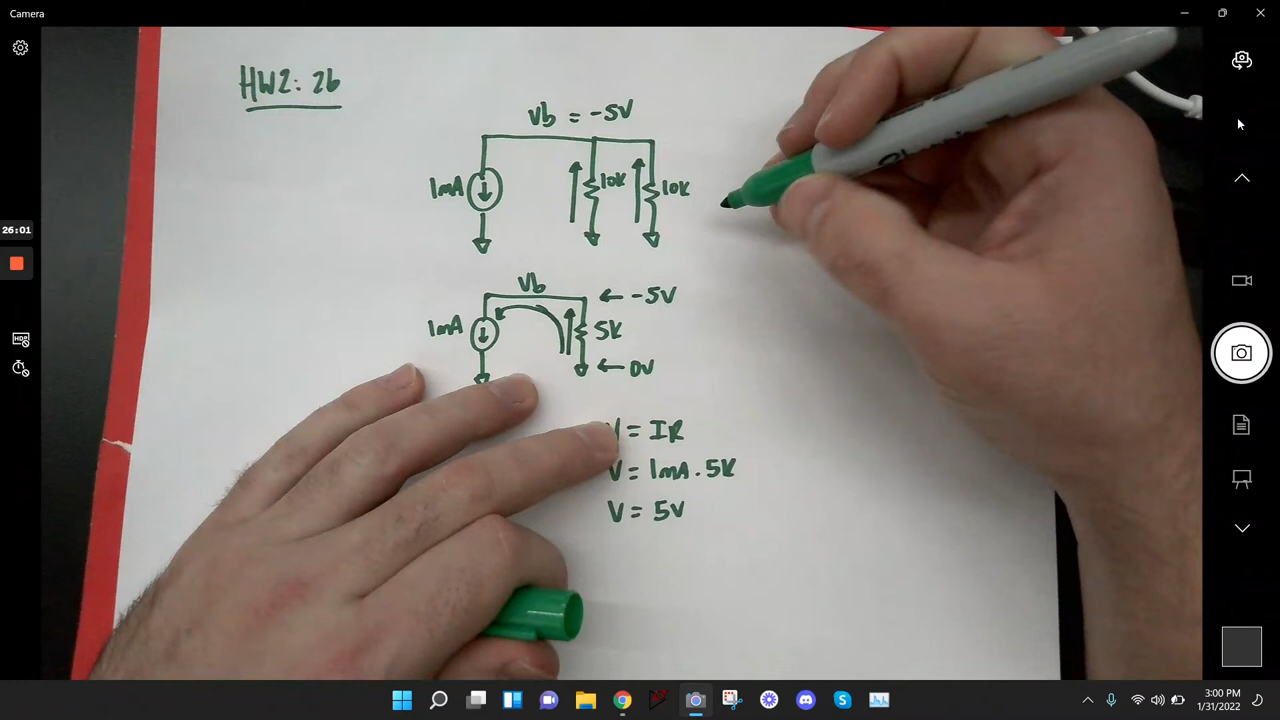 Camera
HW2: 2b
Vb = -5V
1mA
10k
10k
Vb
← -5V
1mA
5k
← 0V
26:01
V = IR
V = 1mA · 5k
V = 5V
3:00 PM
1/31/2022